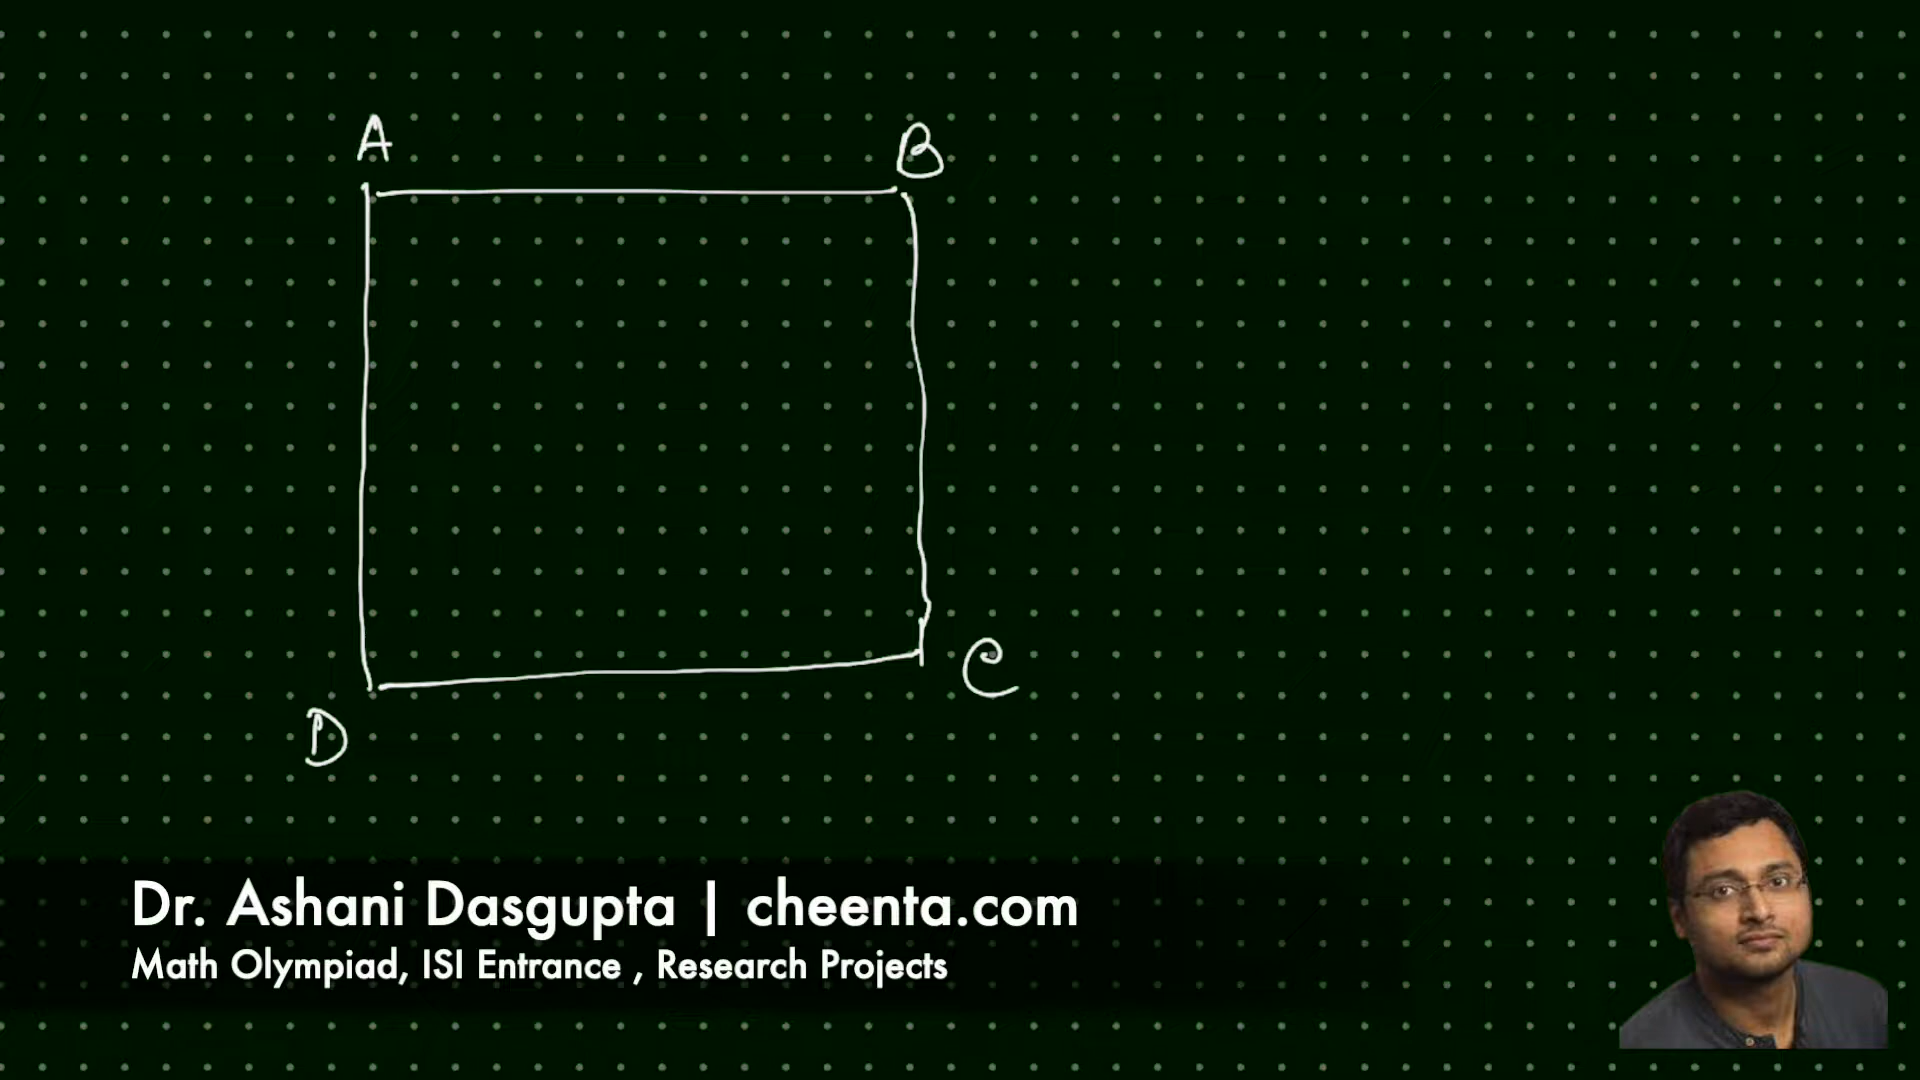 A
B
C
D
Dr. Ashani Dasgupta | cheenta.com
Math Olympiad, ISI Entrance , Research Projects